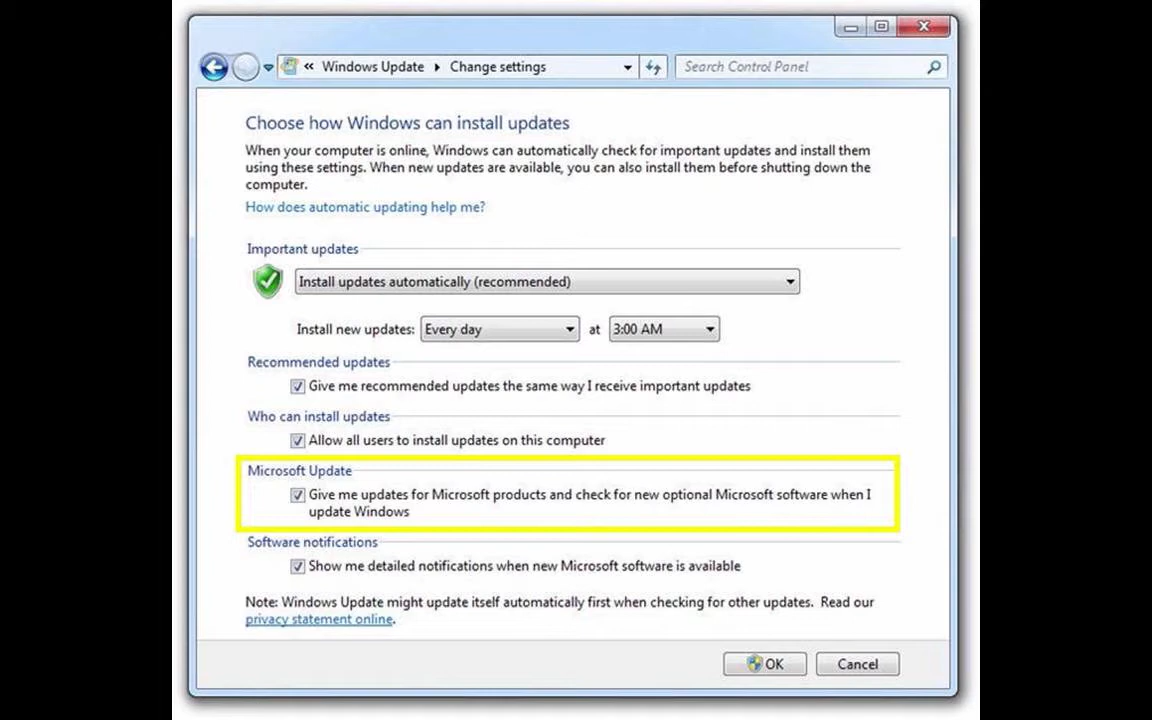 « Windows Update ▸ Change settings
Search Control Panel
Choose how Windows can install updates
When your computer is online, Windows can automatically check for important updates and install them
using these settings. When new updates are available, you can also install them before shutting down the
computer.
How does automatic updating help me?
Important updates
Install updates automatically (recommended)
Install new updates: Every day at 3:00 AM
Recommended updates
Give me recommended updates the same way I receive important updates
Who can install updates
Allow all users to install updates on this computer
Microsoft Update
Give me updates for Microsoft products and check for new optional Microsoft software when I
update Windows
Software notifications
Show me detailed notifications when new Microsoft software is available
Note: Windows Update might update itself automatically first when checking for other updates. Read our
privacy statement online.
OK Cancel